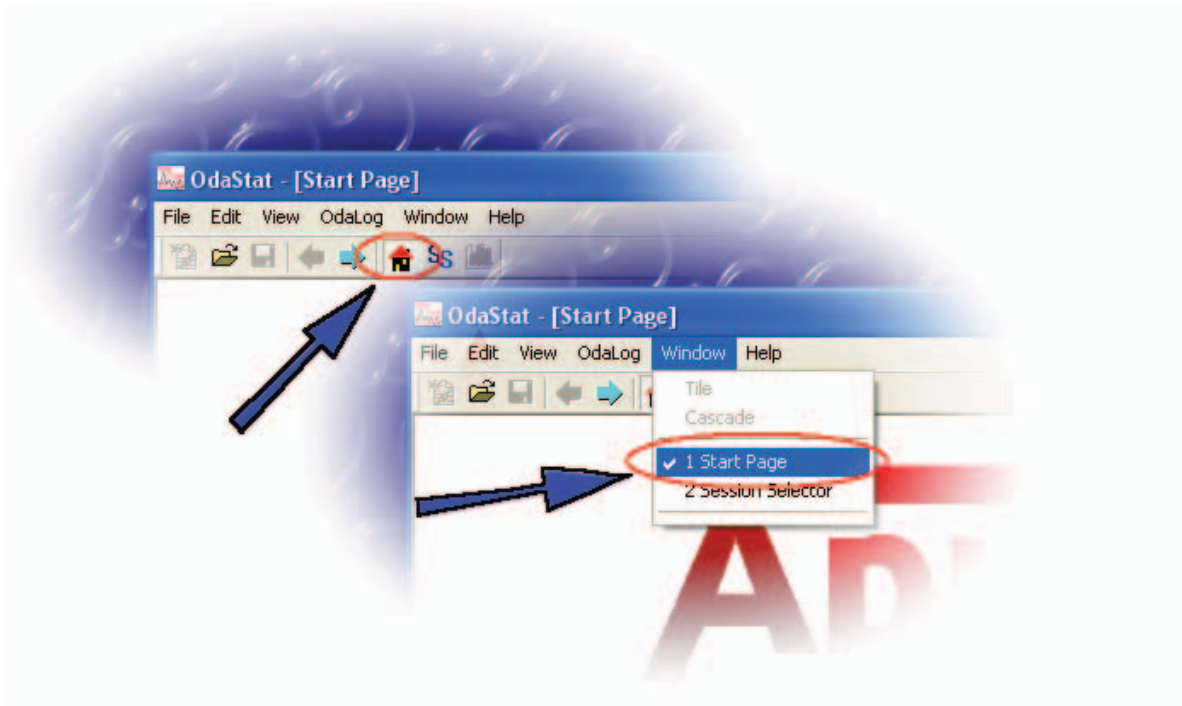 OdaStat - [Start Page]
File Edit View OdaLog Window Help
SS
OdaStat - [Start Page]
File Edit View OdaLog Window Help
Tile
Cascade
✓ 1 Start Page
2 Session Selector